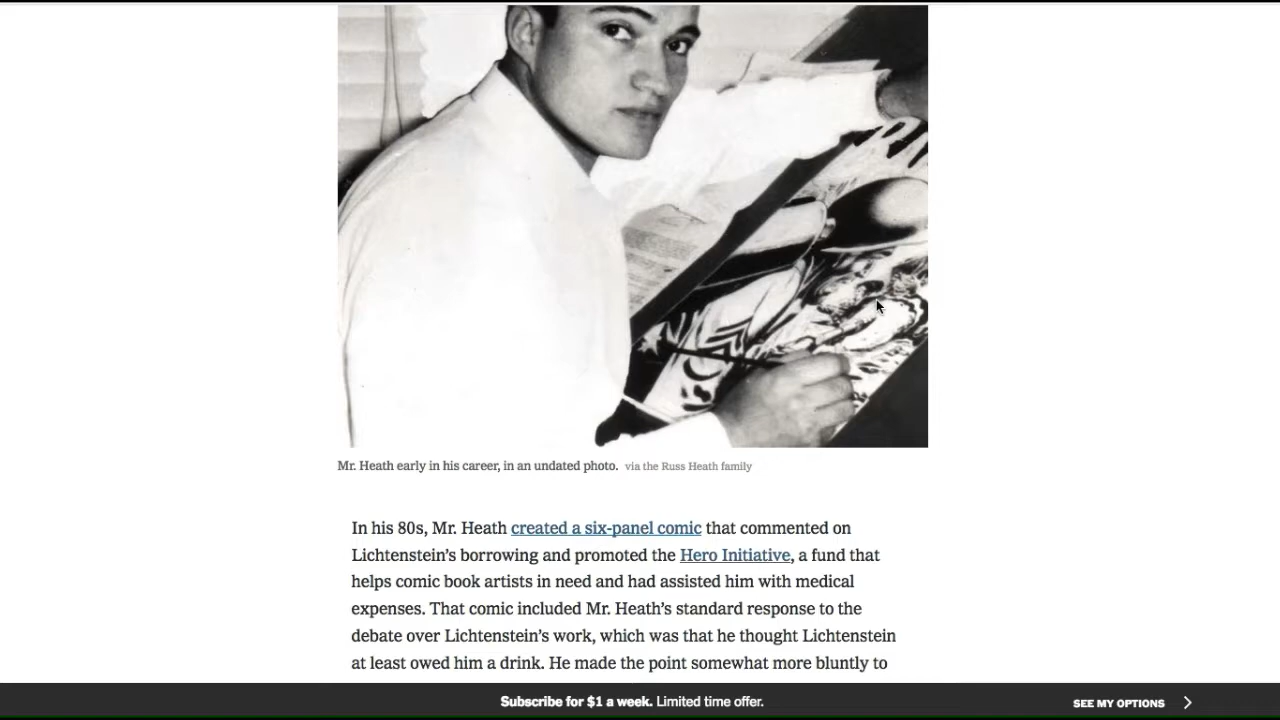 Mr. Heath early in his career, in an undated photo. via the Russ Heath family
In his 80s, Mr. Heath created a six-panel comic that commented on
Lichtenstein’s borrowing and promoted the Hero Initiative, a fund that
helps comic book artists in need and had assisted him with medical
expenses. That comic included Mr. Heath’s standard response to the
debate over Lichtenstein’s work, which was that he thought Lichtenstein
at least owed him a drink. He made the point somewhat more bluntly to
Subscribe for $1 a week. Limited time offer.
SEE MY OPTIONS